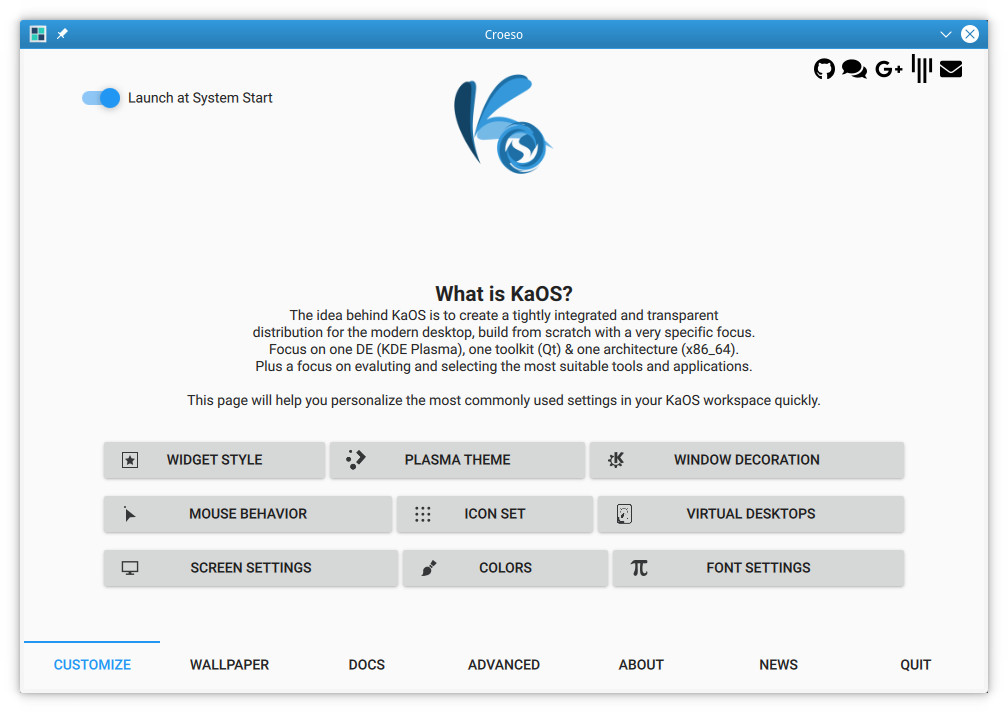 Croeso
Launch at System Start
G+
What is KaOS?
The idea behind KaOS is to create a tightly integrated and transparent
distribution for the modern desktop, build from scratch with a very specific focus.
Focus on one DE (KDE Plasma), one toolkit (Qt) & one architecture (x86_64).
Plus a focus on evaluting and selecting the most suitable tools and applications.
This page will help you personalize the most commonly used settings in your KaOS workspace quickly.
WIDGET STYLE PLASMA THEME WINDOW DECORATION
MOUSE BEHAVIOR ICON SET VIRTUAL DESKTOPS
SCREEN SETTINGS COLORS FONT SETTINGS
CUSTOMIZE WALLPAPER DOCS ADVANCED ABOUT NEWS QUIT